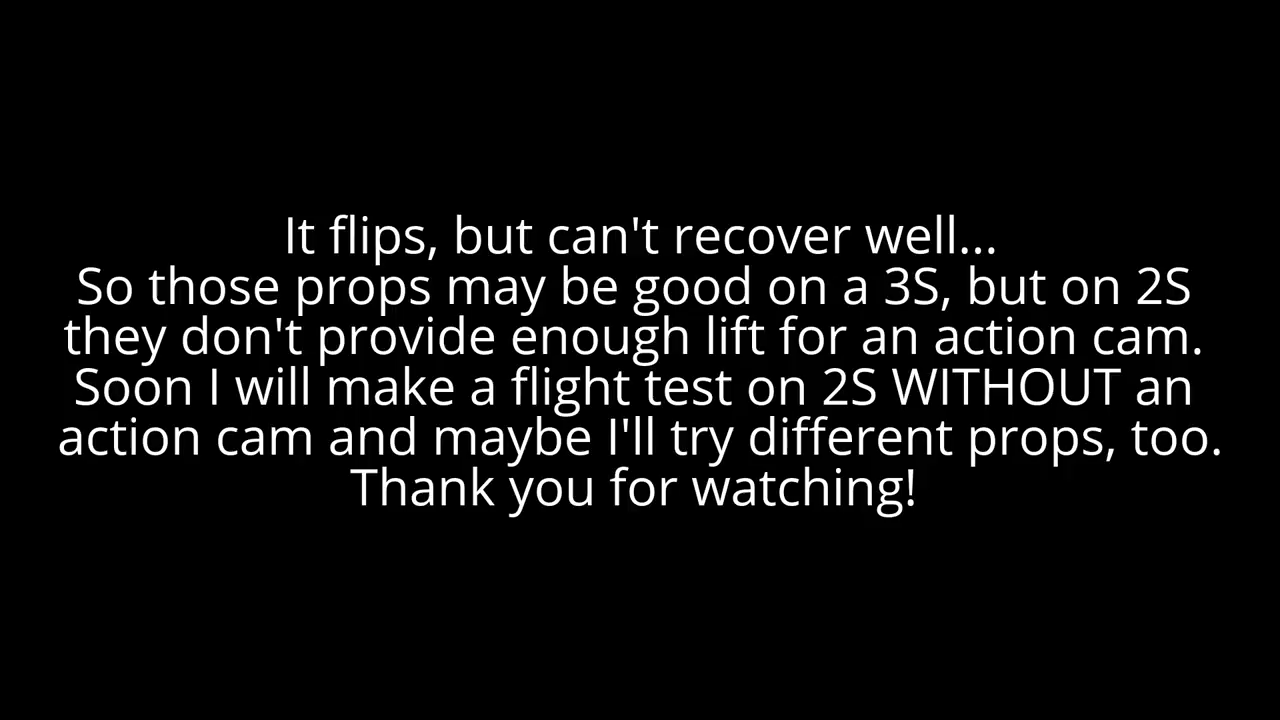 It flips, but can't recover well...
So those props may be good on a 3S, but on 2S
they don't provide enough lift for an action cam.
Soon I will make a flight test on 2S WITHOUT an
action cam and maybe I'll try different props, too.
Thank you for watching!